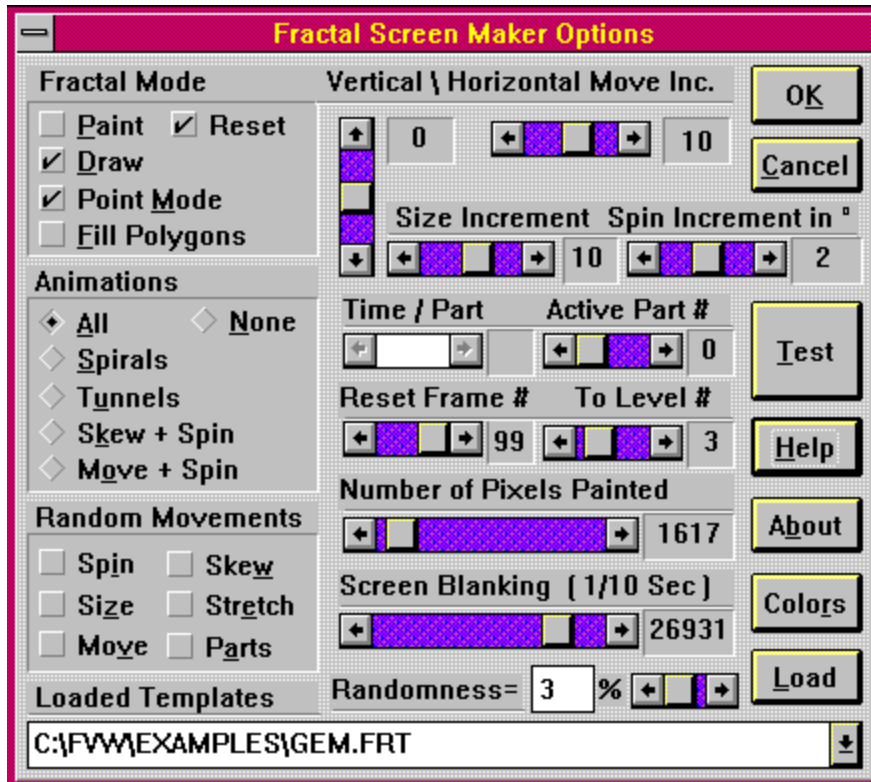 Fractal Screen Maker Options
Fractal Mode
Paint Reset
Draw
Point Mode
Fill Polygons
Animations
All None
Spirals
Tunnels
Skew + Spin
Move + Spin
Random Movements
Spin Skew
Size Stretch
Move Parts
Loaded Templates
C:\FVW\EXAMPLES\GEM.FRT
Vertical \ Horizontal Move Inc.
0 10
Size Increment Spin Increment in °
10 2
Time / Part Active Part #
0
Reset Frame # To Level #
99 3
Number of Pixels Painted
1617
Screen Blanking ( 1/10 Sec )
26931
Randomness= 3 %
OK
Cancel
Test
Help
About
Colors
Load